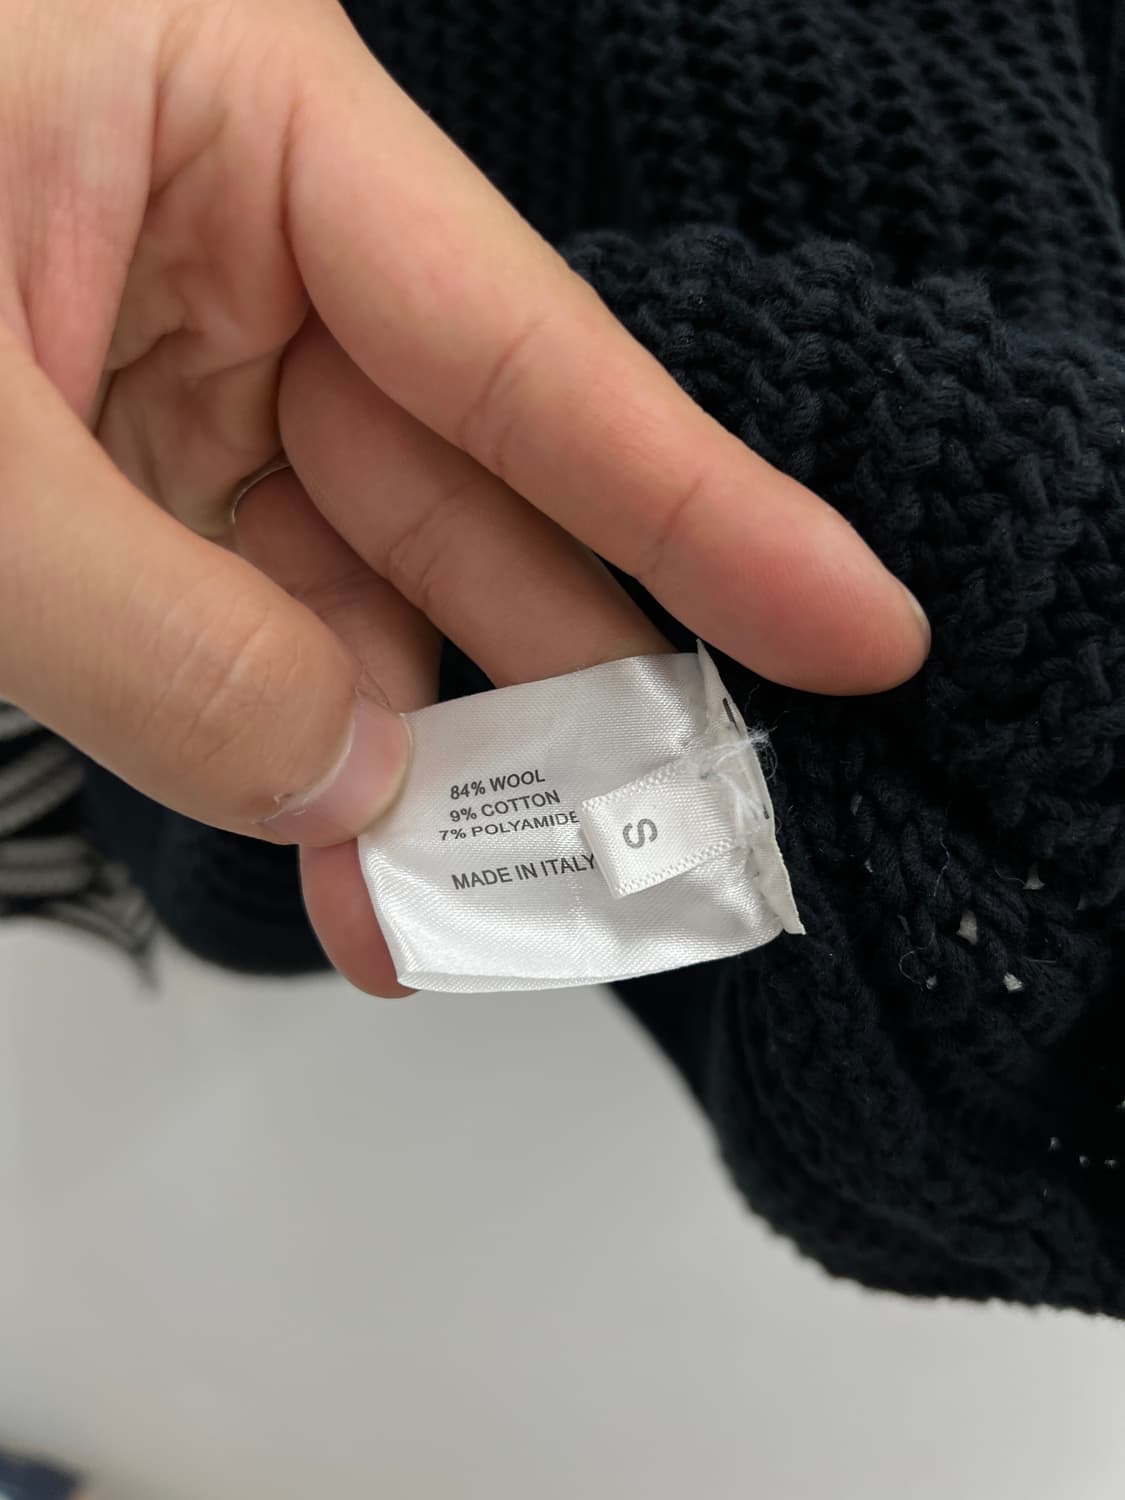 84% WOOL
9% COTTON
7% POLYAMIDE
MADE IN ITALY
S